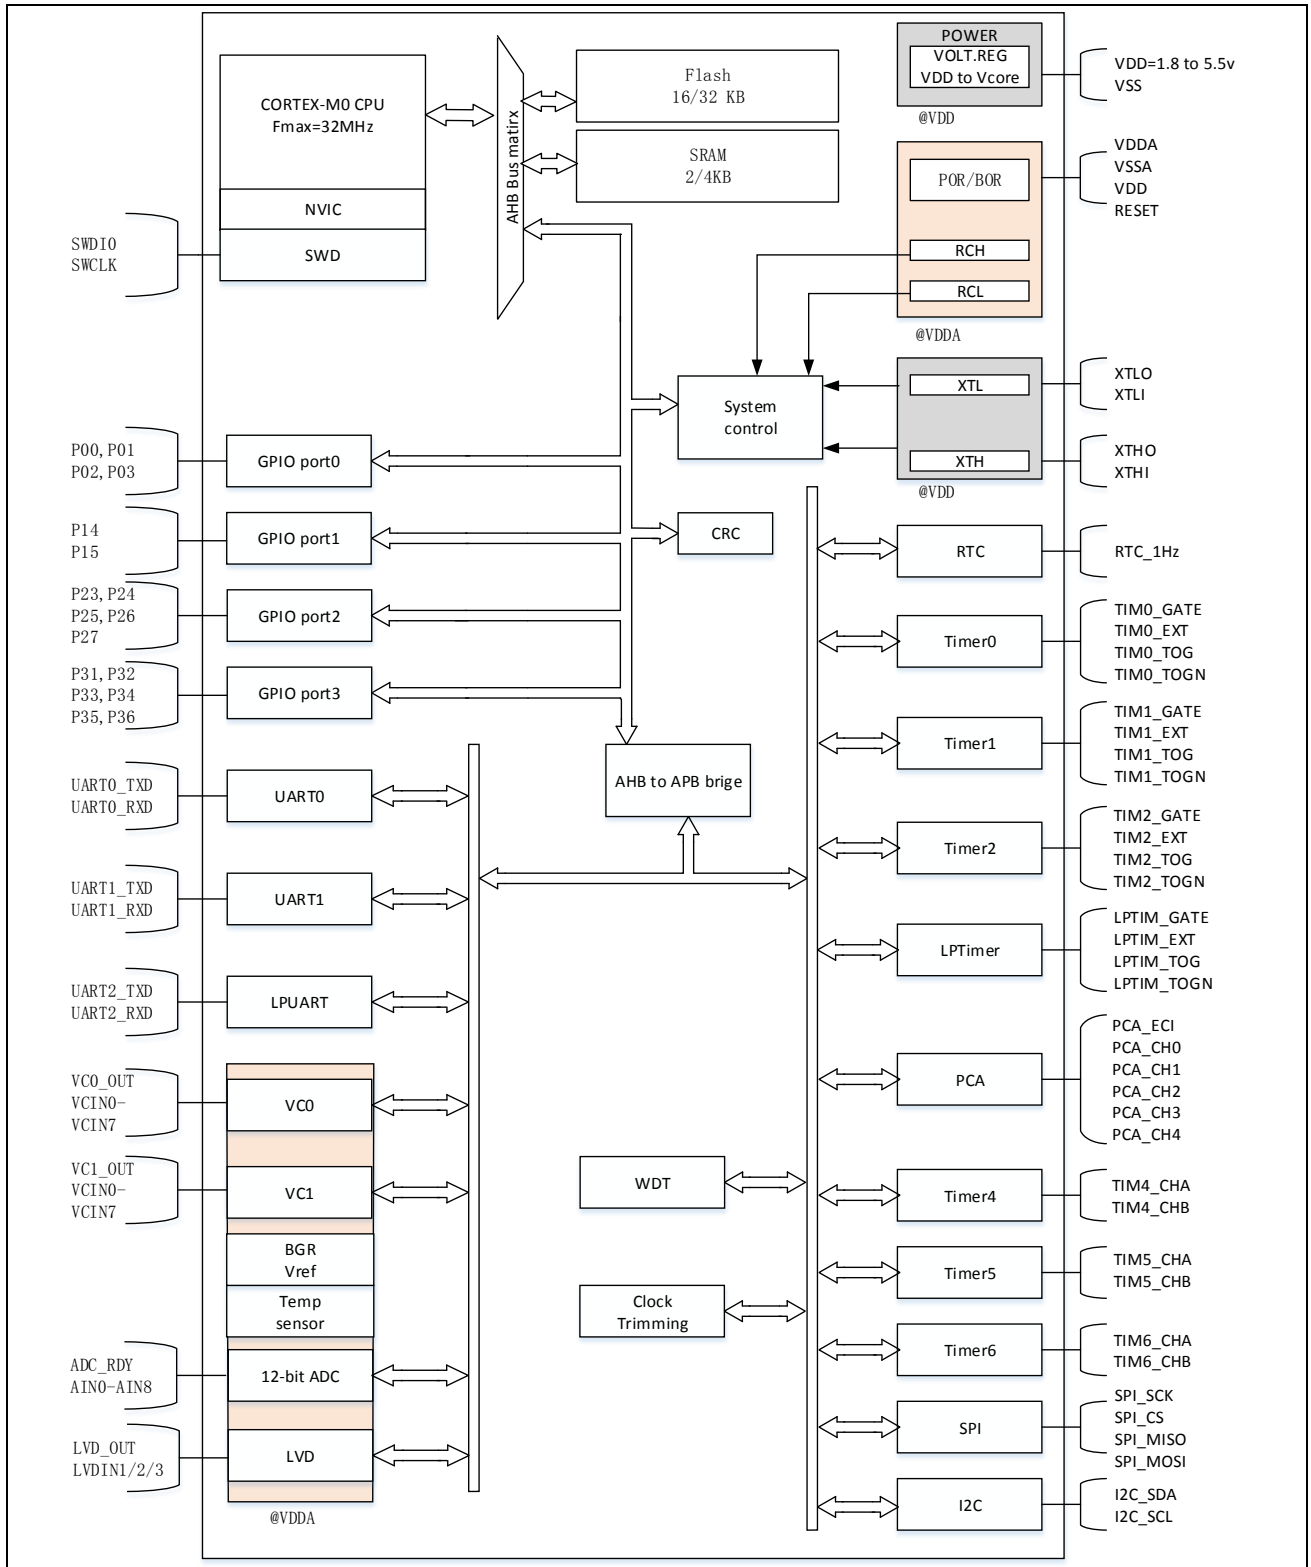 POWER
VOLT.REG
VDD to Vcore
@VDD
VDD=1.8 to 5.5v
VSS
CORTEX-M0 CPU
Fmax=32MHz
NVIC
SWD
SWDIO
SWCLK
AHB Bus matirx
Flash
16/32 KB
SRAM
2/4KB
POR/BOR
RCH
RCL
@VDDA
VDDA
VSSA
VDD
RESET
System
control
XTL
XTH
@VDD
XTLO
XTLI
XTHO
XTHI
P00,P01
P02,P03
GPIO port0
P14
P15
GPIO port1
P23,P24
P25,P26
P27
GPIO port2
P31,P32
P33,P34
P35,P36
GPIO port3
CRC
AHB to APB brige
UART0_TXD
UART0_RXD
UART0
UART1_TXD
UART1_RXD
UART1
UART2_TXD
UART2_RXD
LPUART
VC0_OUT
VCIN0-
VCIN7
VC0
VC1_OUT
VCIN0-
VCIN7
VC1
BGR
Vref
Temp
sensor
ADC_RDY
AIN0-AIN8
12-bit ADC
LVD_OUT
LVDIN1/2/3
LVD
@VDDA
WDT
Clock
Trimming
RTC
RTC_1Hz
Timer0
TIM0_GATE
TIM0_EXT
TIM0_TOG
TIM0_TOGN
Timer1
TIM1_GATE
TIM1_EXT
TIM1_TOG
TIM1_TOGN
Timer2
TIM2_GATE
TIM2_EXT
TIM2_TOG
TIM2_TOGN
LPTimer
LPTIM_GATE
LPTIM_EXT
LPTIM_TOG
LPTIM_TOGN
PCA
PCA_ECI
PCA_CH0
PCA_CH1
PCA_CH2
PCA_CH3
PCA_CH4
Timer4
TIM4_CHA
TIM4_CHB
Timer5
TIM5_CHA
TIM5_CHB
Timer6
TIM6_CHA
TIM6_CHB
SPI
SPI_SCK
SPI_CS
SPI_MISO
SPI_MOSI
I2C
I2C_SDA
I2C_SCL